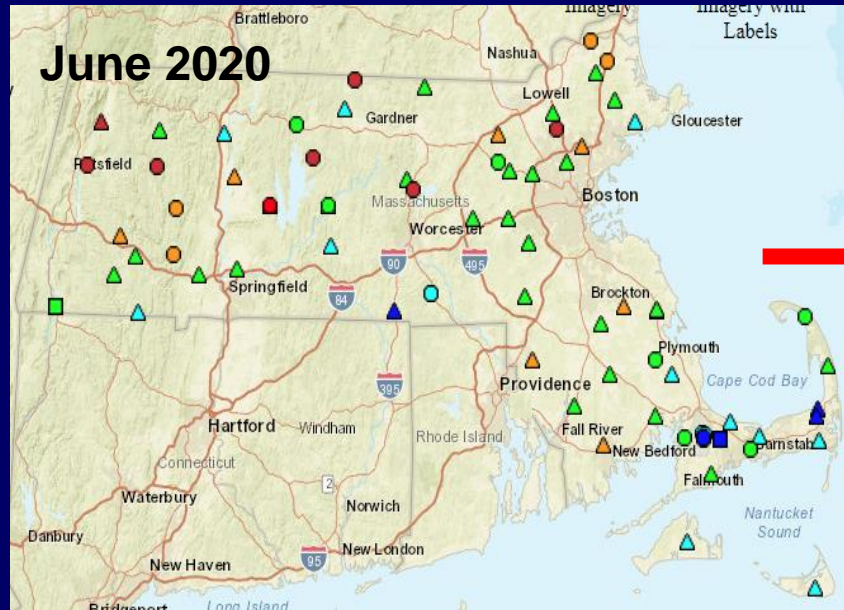 Imagery
Imagery with
Labels
Brattleboro
June 2020
Nashua
Lowell
Gardner
Gloucester
Pittsfield
Massachusetts
Boston
Worcester
90
495
Springfield
84
Brockton
Plymouth
395
Providence
Cape Cod Bay
Hartford
Windham
Rhode Island
Fall River
New Bedford
Barnstab
Connecticut
2
Falmouth
Waterbury
Norwich
Nantucket
Sound
Danbury
New London
95
New Haven
Bridgeport
Long Island